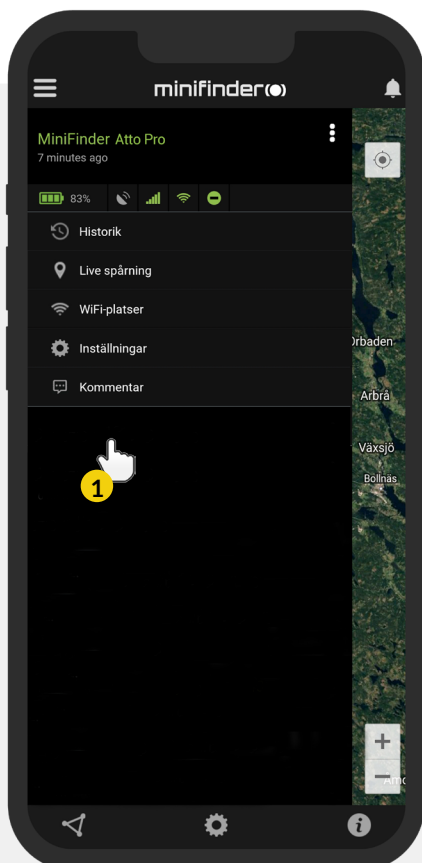 minifinder
MiniFinder Atto Pro
7 minutes ago
83%
Historik
Live spårning
WiFi-platser
Inställningar
Kommentar
1
Arbrå
Växsjö
Bollnäs
+
−